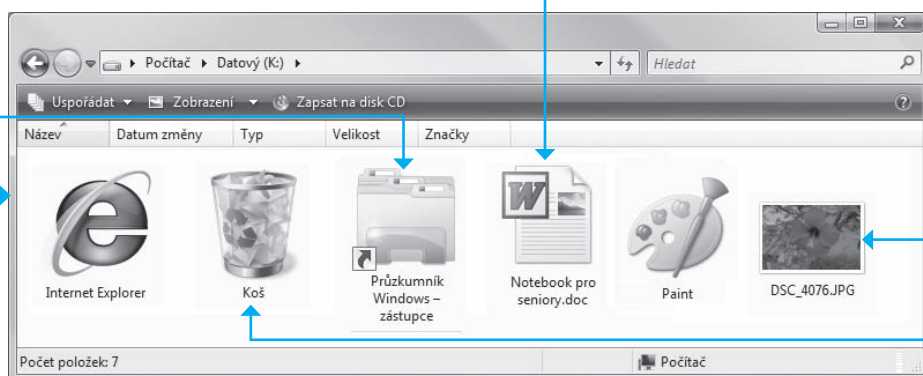 Počítač Datový (K:) Hledat
Uspořádat Zobrazení Zapsat na disk CD
Název Datum změny Typ Velikost Značky
Internet Explorer
Koš
Průzkumník
Windows –
zástupce
Notebook pro
seniory.doc
Paint
DSC_4076.JPG
Počet položek: 7 Počítač